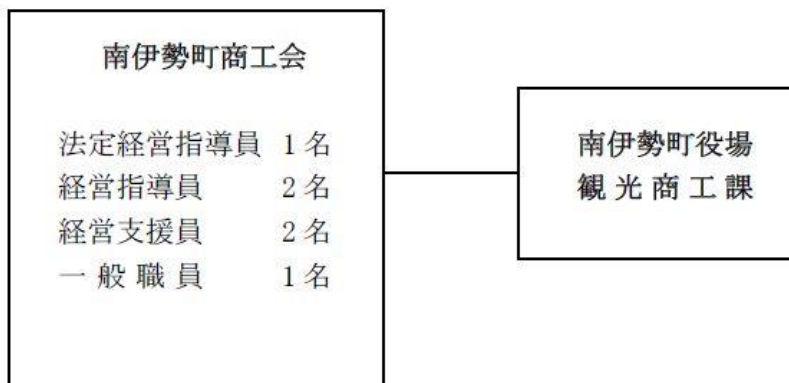 南伊勢町商工会
法定経営指導員 1名
経営指導員 2名
経営支援員 2名
一般職員 1名
南伊勢町役場
観光商工課